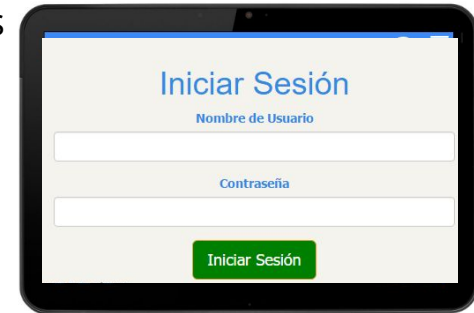 s
Iniciar Sesión
Nombre de Usuario
Contraseña
Iniciar Sesión